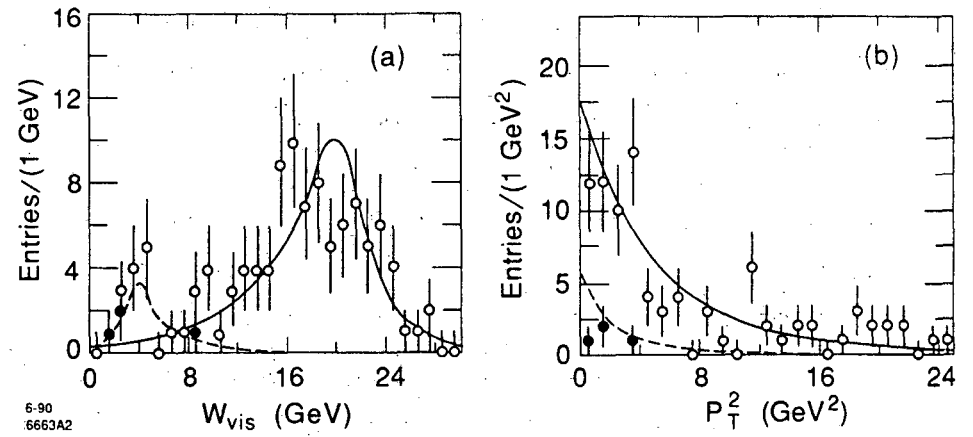 16
12
8
4
0
Entries/(1 GeV)
(a)
0 8 16 24
W_vis (GeV)
20
15
10
5
0
Entries/(1 GeV²)
(b)
0 8 16 24
P_T² (GeV²)
6-90
6663A2